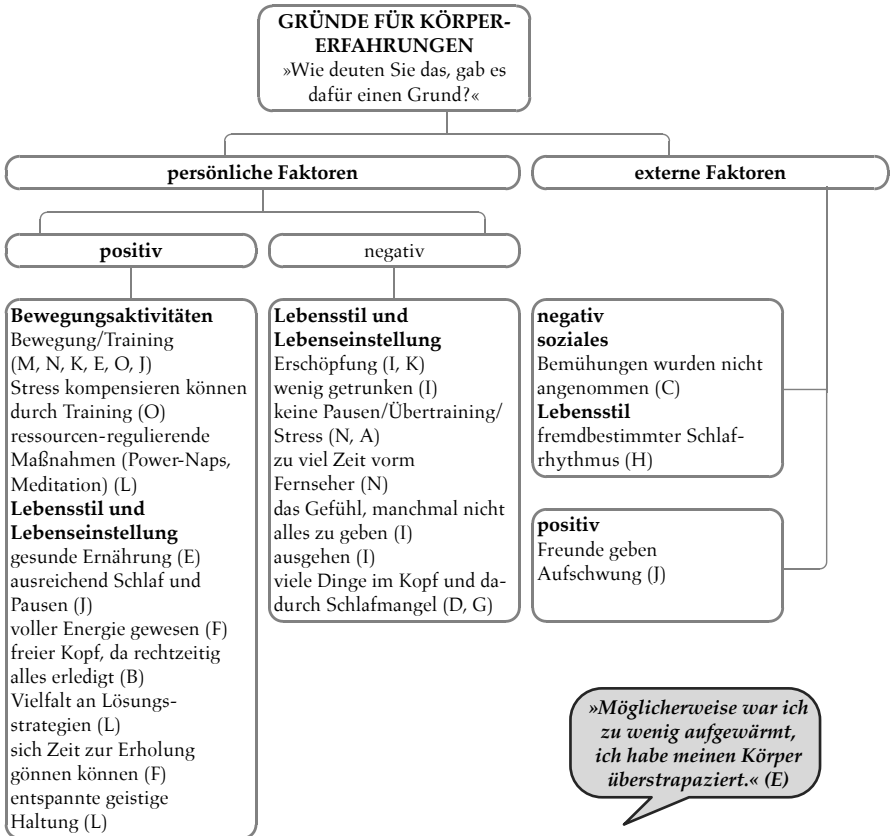 GRÜNDE FÜR KÖRPER-
ERFAHRUNGEN
»Wie deuten Sie das, gab es
dafür einen Grund?«
persönliche Faktoren
externe Faktoren
positiv
negativ
Bewegungsaktivitäten
Bewegung/Training
(M, N, K, E, O, J)
Stress kompensieren können
durch Training (O)
ressourcen-regulierende
Maßnahmen (Power-Naps,
Meditation) (L)
Lebensstil und
Lebenseinstellung
gesunde Ernährung (E)
ausreichend Schlaf und
Pausen (J)
voller Energie gewesen (F)
freier Kopf, da rechtzeitig
alles erledigt (B)
Vielfalt an Lösungs-
strategien (L)
sich Zeit zur Erholung
gönnen können (F)
entspannte geistige
Haltung (L)
Lebensstil und
Lebenseinstellung
Erschöpfung (I, K)
wenig getrunken (I)
keine Pausen/Übertraining/
Stress (N, A)
zu viel Zeit vorm
Fernseher (N)
das Gefühl, manchmal nicht
alles zu geben (I)
ausgehen (I)
viele Dinge im Kopf und da-
durch Schlafmangel (D, G)
negativ
soziales
Bemühungen wurden nicht
angenommen (C)
Lebensstil
fremdbestimmter Schlaf-
rhythmus (H)
positiv
Freunde geben
Aufschwung (J)
»Möglicherweise war ich
zu wenig aufgewärmt,
ich habe meinen Körper
überstrapaziert.« (E)